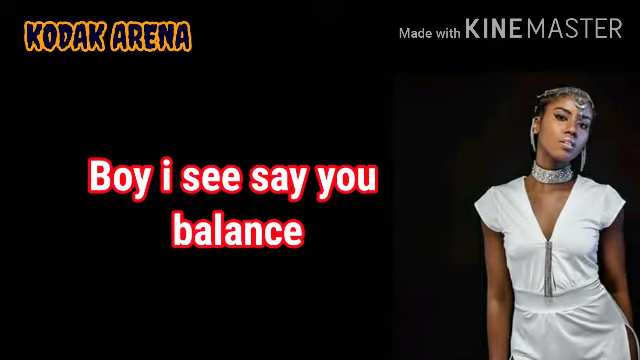 KODAK ARENA
Made with KINEMASTER
Boy i see say you
balance